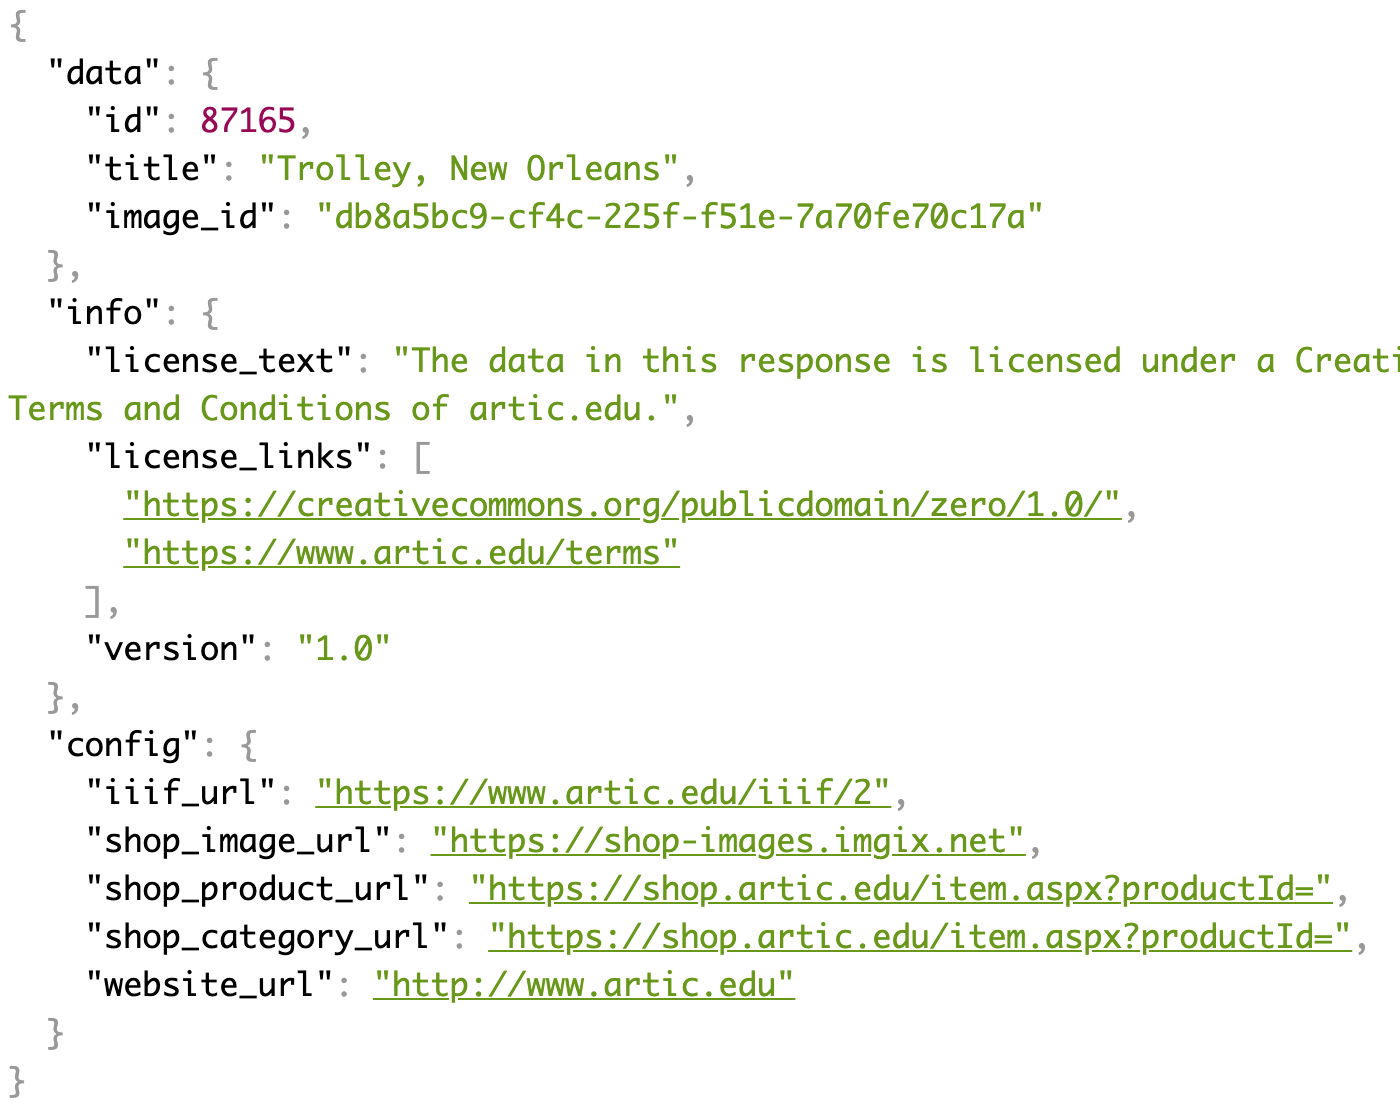 {
"data": {
"id": 87165,
"title": "Trolley, New Orleans",
"image_id": "db8a5bc9-cf4c-225f-f51e-7a70fe70c17a"
},
"info": {
"license_text": "The data in this response is licensed under a Creati
Terms and Conditions of artic.edu.",
"license_links": [
"https://creativecommons.org/publicdomain/zero/1.0/",
"https://www.artic.edu/terms"
],
"version": "1.0"
},
"config": {
"iiif_url": "https://www.artic.edu/iiif/2",
"shop_image_url": "https://shop-images.imgix.net",
"shop_product_url": "https://shop.artic.edu/item.aspx?productId=",
"shop_category_url": "https://shop.artic.edu/item.aspx?productId=",
"website_url": "http://www.artic.edu"
}
}